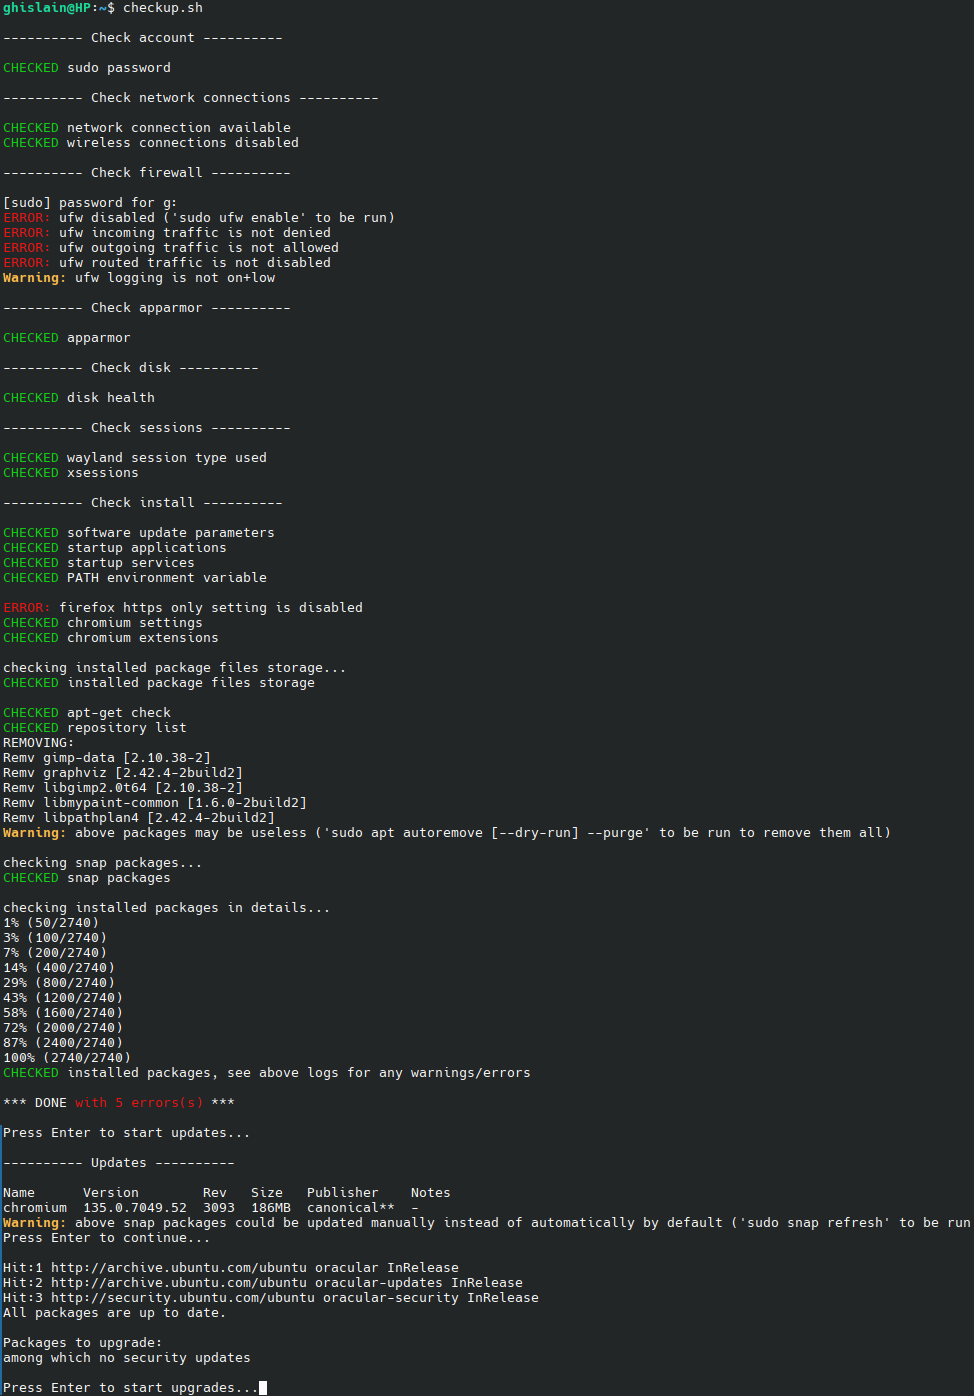 ghislain@HP:~$ checkup.sh
---------- Check account ----------
CHECKED sudo password
---------- Check network connections ----------
CHECKED network connection available
CHECKED wireless connections disabled
---------- Check firewall ----------
[sudo] password for g:
ERROR: ufw disabled ('sudo ufw enable' to be run)
ERROR: ufw incoming traffic is not denied
ERROR: ufw outgoing traffic is not allowed
ERROR: ufw routed traffic is not disabled
Warning: ufw logging is not on+low
---------- Check apparmor ----------
CHECKED apparmor
---------- Check disk ----------
CHECKED disk health
---------- Check sessions ----------
CHECKED wayland session type used
CHECKED xsessions
---------- Check install ----------
CHECKED software update parameters
CHECKED startup applications
CHECKED startup services
CHECKED PATH environment variable
ERROR: firefox https only setting is disabled
CHECKED chromium settings
CHECKED chromium extensions
checking installed package files storage...
CHECKED installed package files storage
CHECKED apt-get check
CHECKED repository list
REMOVING:
Remv gimp-data [2.10.38-2]
Remv graphviz [2.42.4-2build2]
Remv libgimp2.0t64 [2.10.38-2]
Remv libmypaint-common [1.6.0-2build2]
Remv libpathplan4 [2.42.4-2build2]
Warning: above packages may be useless ('sudo apt autoremove [--dry-run] --purge' to be run to remove them all)
checking snap packages...
CHECKED snap packages
checking installed packages in details...
1% (50/2740)
3% (100/2740)
7% (200/2740)
14% (400/2740)
29% (800/2740)
43% (1200/2740)
58% (1600/2740)
72% (2000/2740)
87% (2400/2740)
100% (2740/2740)
CHECKED installed packages, see above logs for any warnings/errors
*** DONE with 5 errors(s) ***
Press Enter to start updates...
---------- Updates ----------
Name      Version        Rev   Size   Publisher    Notes
chromium  135.0.7049.52  3093  186MB  canonical**  -
Warning: above snap packages could be updated manually instead of automatically by default ('sudo snap refresh' to be run
Press Enter to continue...
Hit:1 http://archive.ubuntu.com/ubuntu oracular InRelease
Hit:2 http://archive.ubuntu.com/ubuntu oracular-updates InRelease
Hit:3 http://security.ubuntu.com/ubuntu oracular-security InRelease
All packages are up to date.
Packages to upgrade:
among which no security updates
Press Enter to start upgrades...